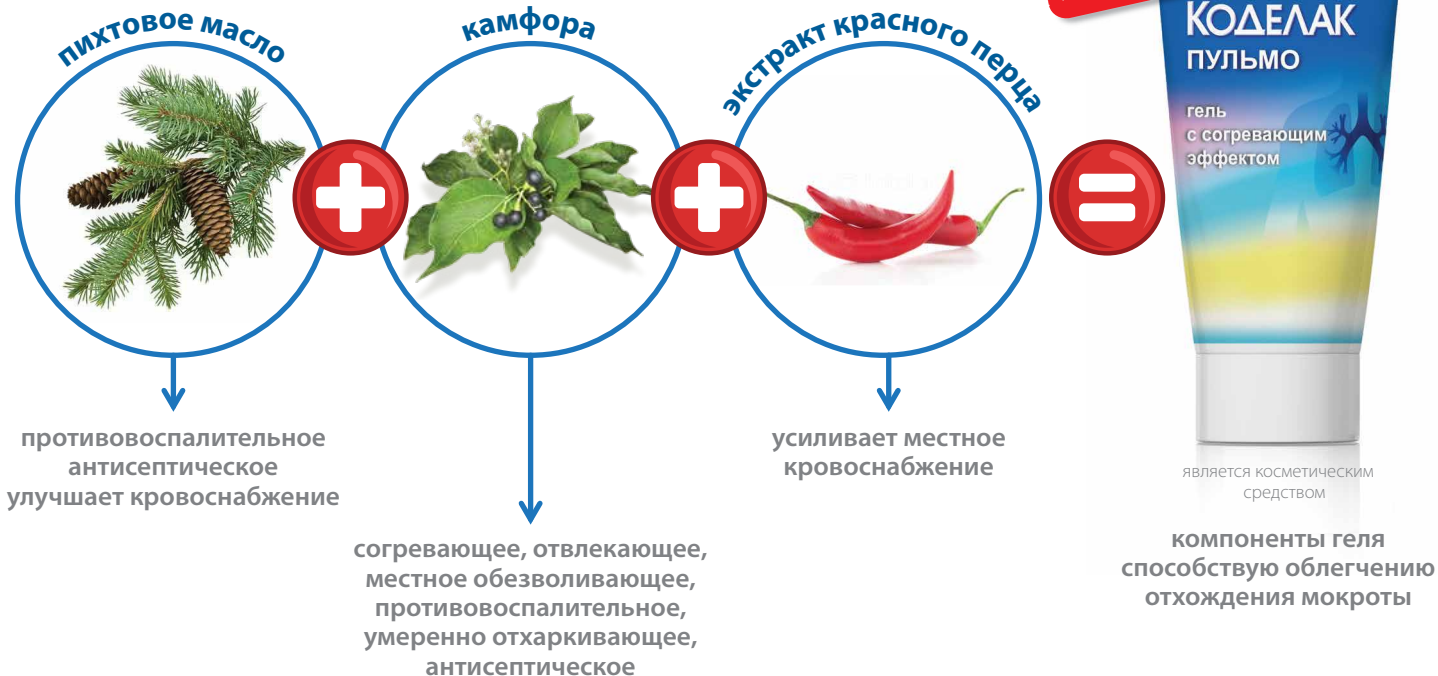 пихтовое масло
камфора
экстракт красного перца
КОДЕЛАК
ПУЛЬМО
гель
с согревающим
эффектом
противовоспалительное
антисептическое
улучшает кровоснабжение
согревающее, отвлекающее,
местное обезволивающее,
противовоспалительное,
умеренно отхаркивающее,
антисептическое
усиливает местное
кровоснабжение
является косметическим
средством
компоненты геля
способствую облегчению
отхождения мокроты